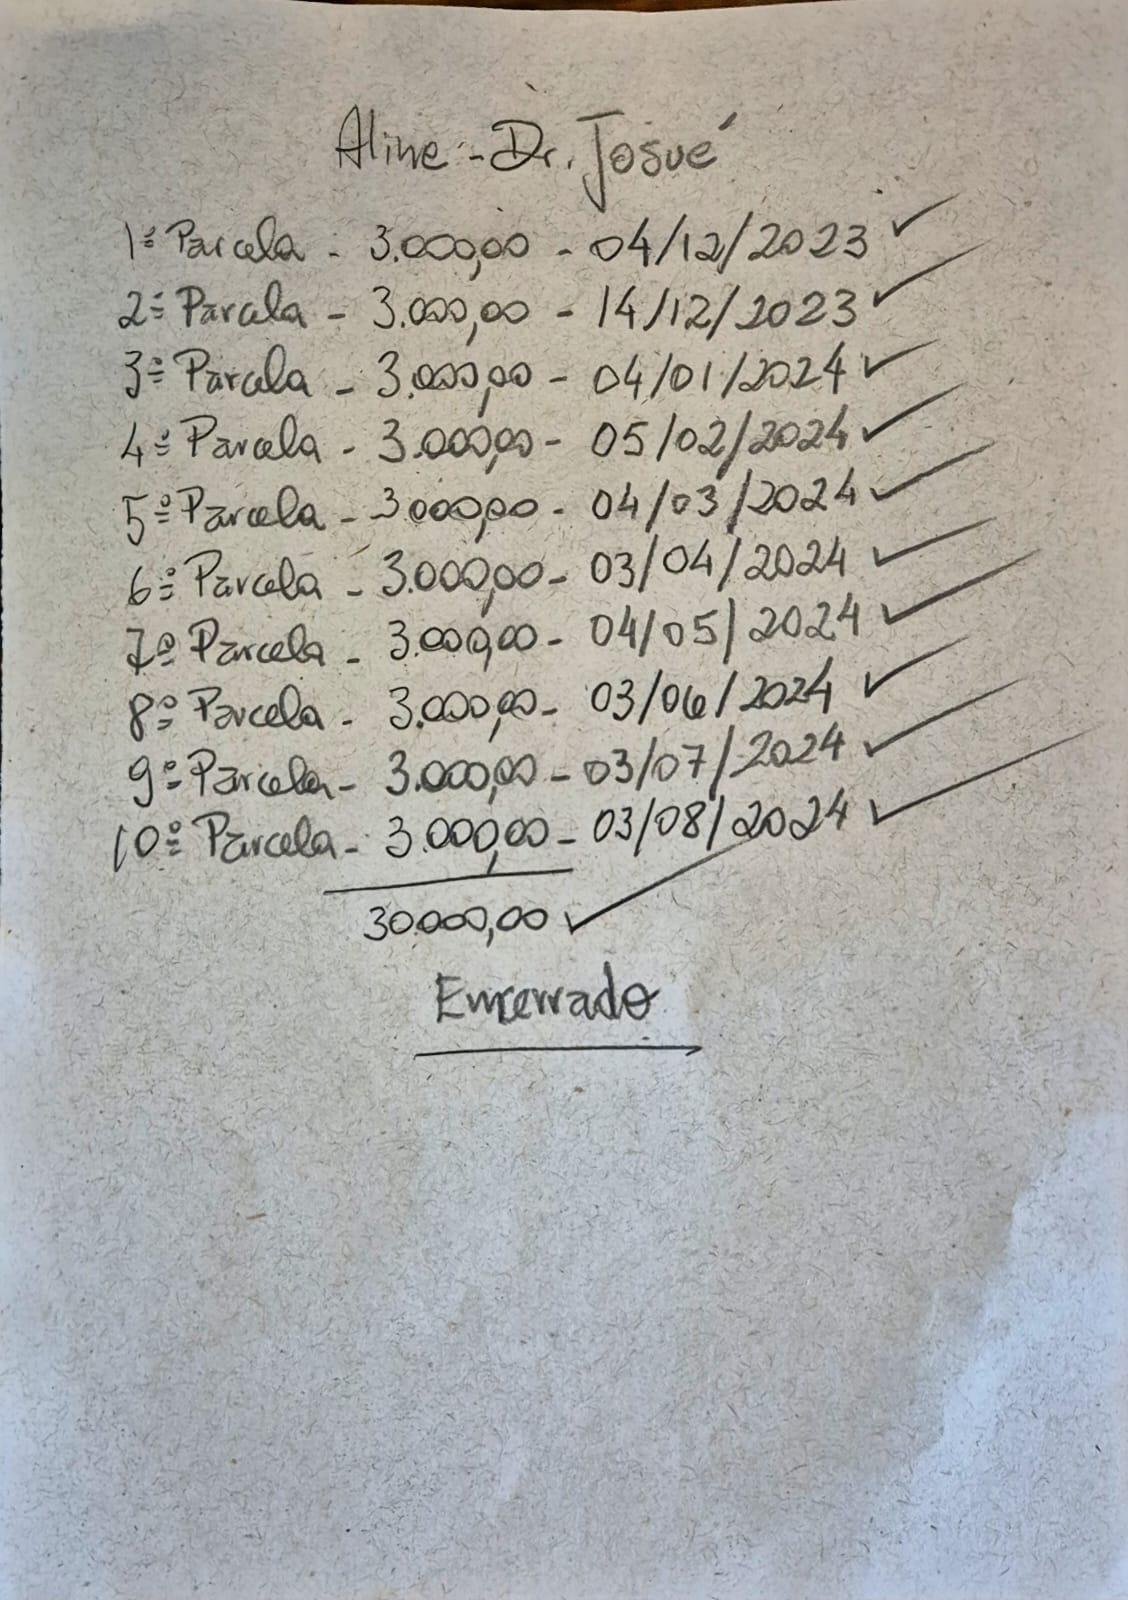 Aline - Dr. Josué
1ª Parcela - 3.000,00 - 04/12/2023 ✓
2ª Parcela - 3.000,00 - 14/12/2023 ✓
3ª Parcela - 3.000,00 - 04/01/2024 ✓
4ª Parcela - 3.000,00 - 05/02/2024 ✓
5ª Parcela - 3.000,00 - 04/03/2024 ✓
6ª Parcela - 3.000,00 - 03/04/2024 ✓
7ª Parcela - 3.000,00 - 04/05/2024 ✓
8ª Parcela - 3.000,00 - 03/06/2024 ✓
9ª Parcela - 3.000,00 - 03/07/2024 ✓
10ª Parcela - 3.000,00 - 03/08/2024 ✓
30.000,00 ✓
Encerrado